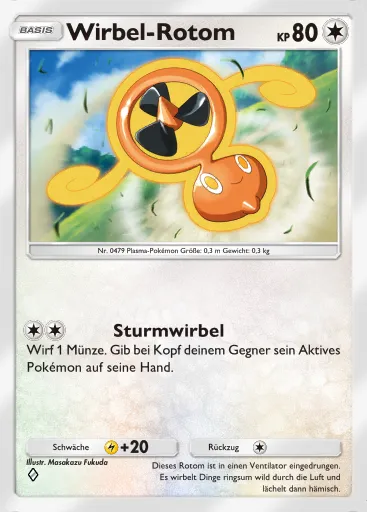 BASIS Wirbel-Rotom KP 80
Nr. 0479 Plasma-Pokémon Größe: 0,3 m Gewicht: 0,3 kg
Sturmwirbel
Wirf 1 Münze. Gib bei Kopf deinem Gegner sein Aktives
Pokémon auf seine Hand.
Schwäche +20 Rückzug
Illustr. Masakazu Fukuda
Dieses Rotom ist in einen Ventilator eingedrungen.
Es wirbelt Dinge ringsum wild durch die Luft und
lächelt dann hämisch.